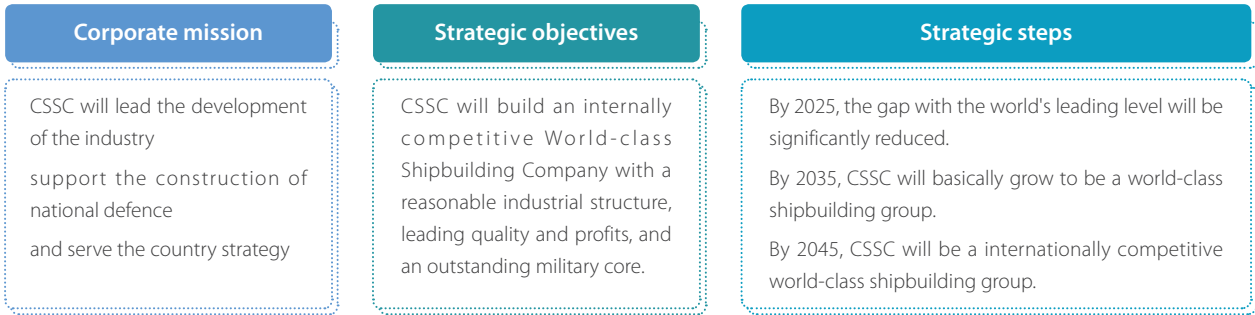 Corporate mission
CSSC will lead the development
of the industry
support the construction of
national defence
and serve the country strategy
Strategic objectives
CSSC will build an internally
competitive World-class
Shipbuilding Company with a
reasonable industrial structure,
leading quality and profits, and
an outstanding military core.
Strategic steps
By 2025, the gap with the world's leading level will be
significantly reduced.
By 2035, CSSC will basically grow to be a world-class
shipbuilding group.
By 2045, CSSC will be a internationally competitive
world-class shipbuilding group.